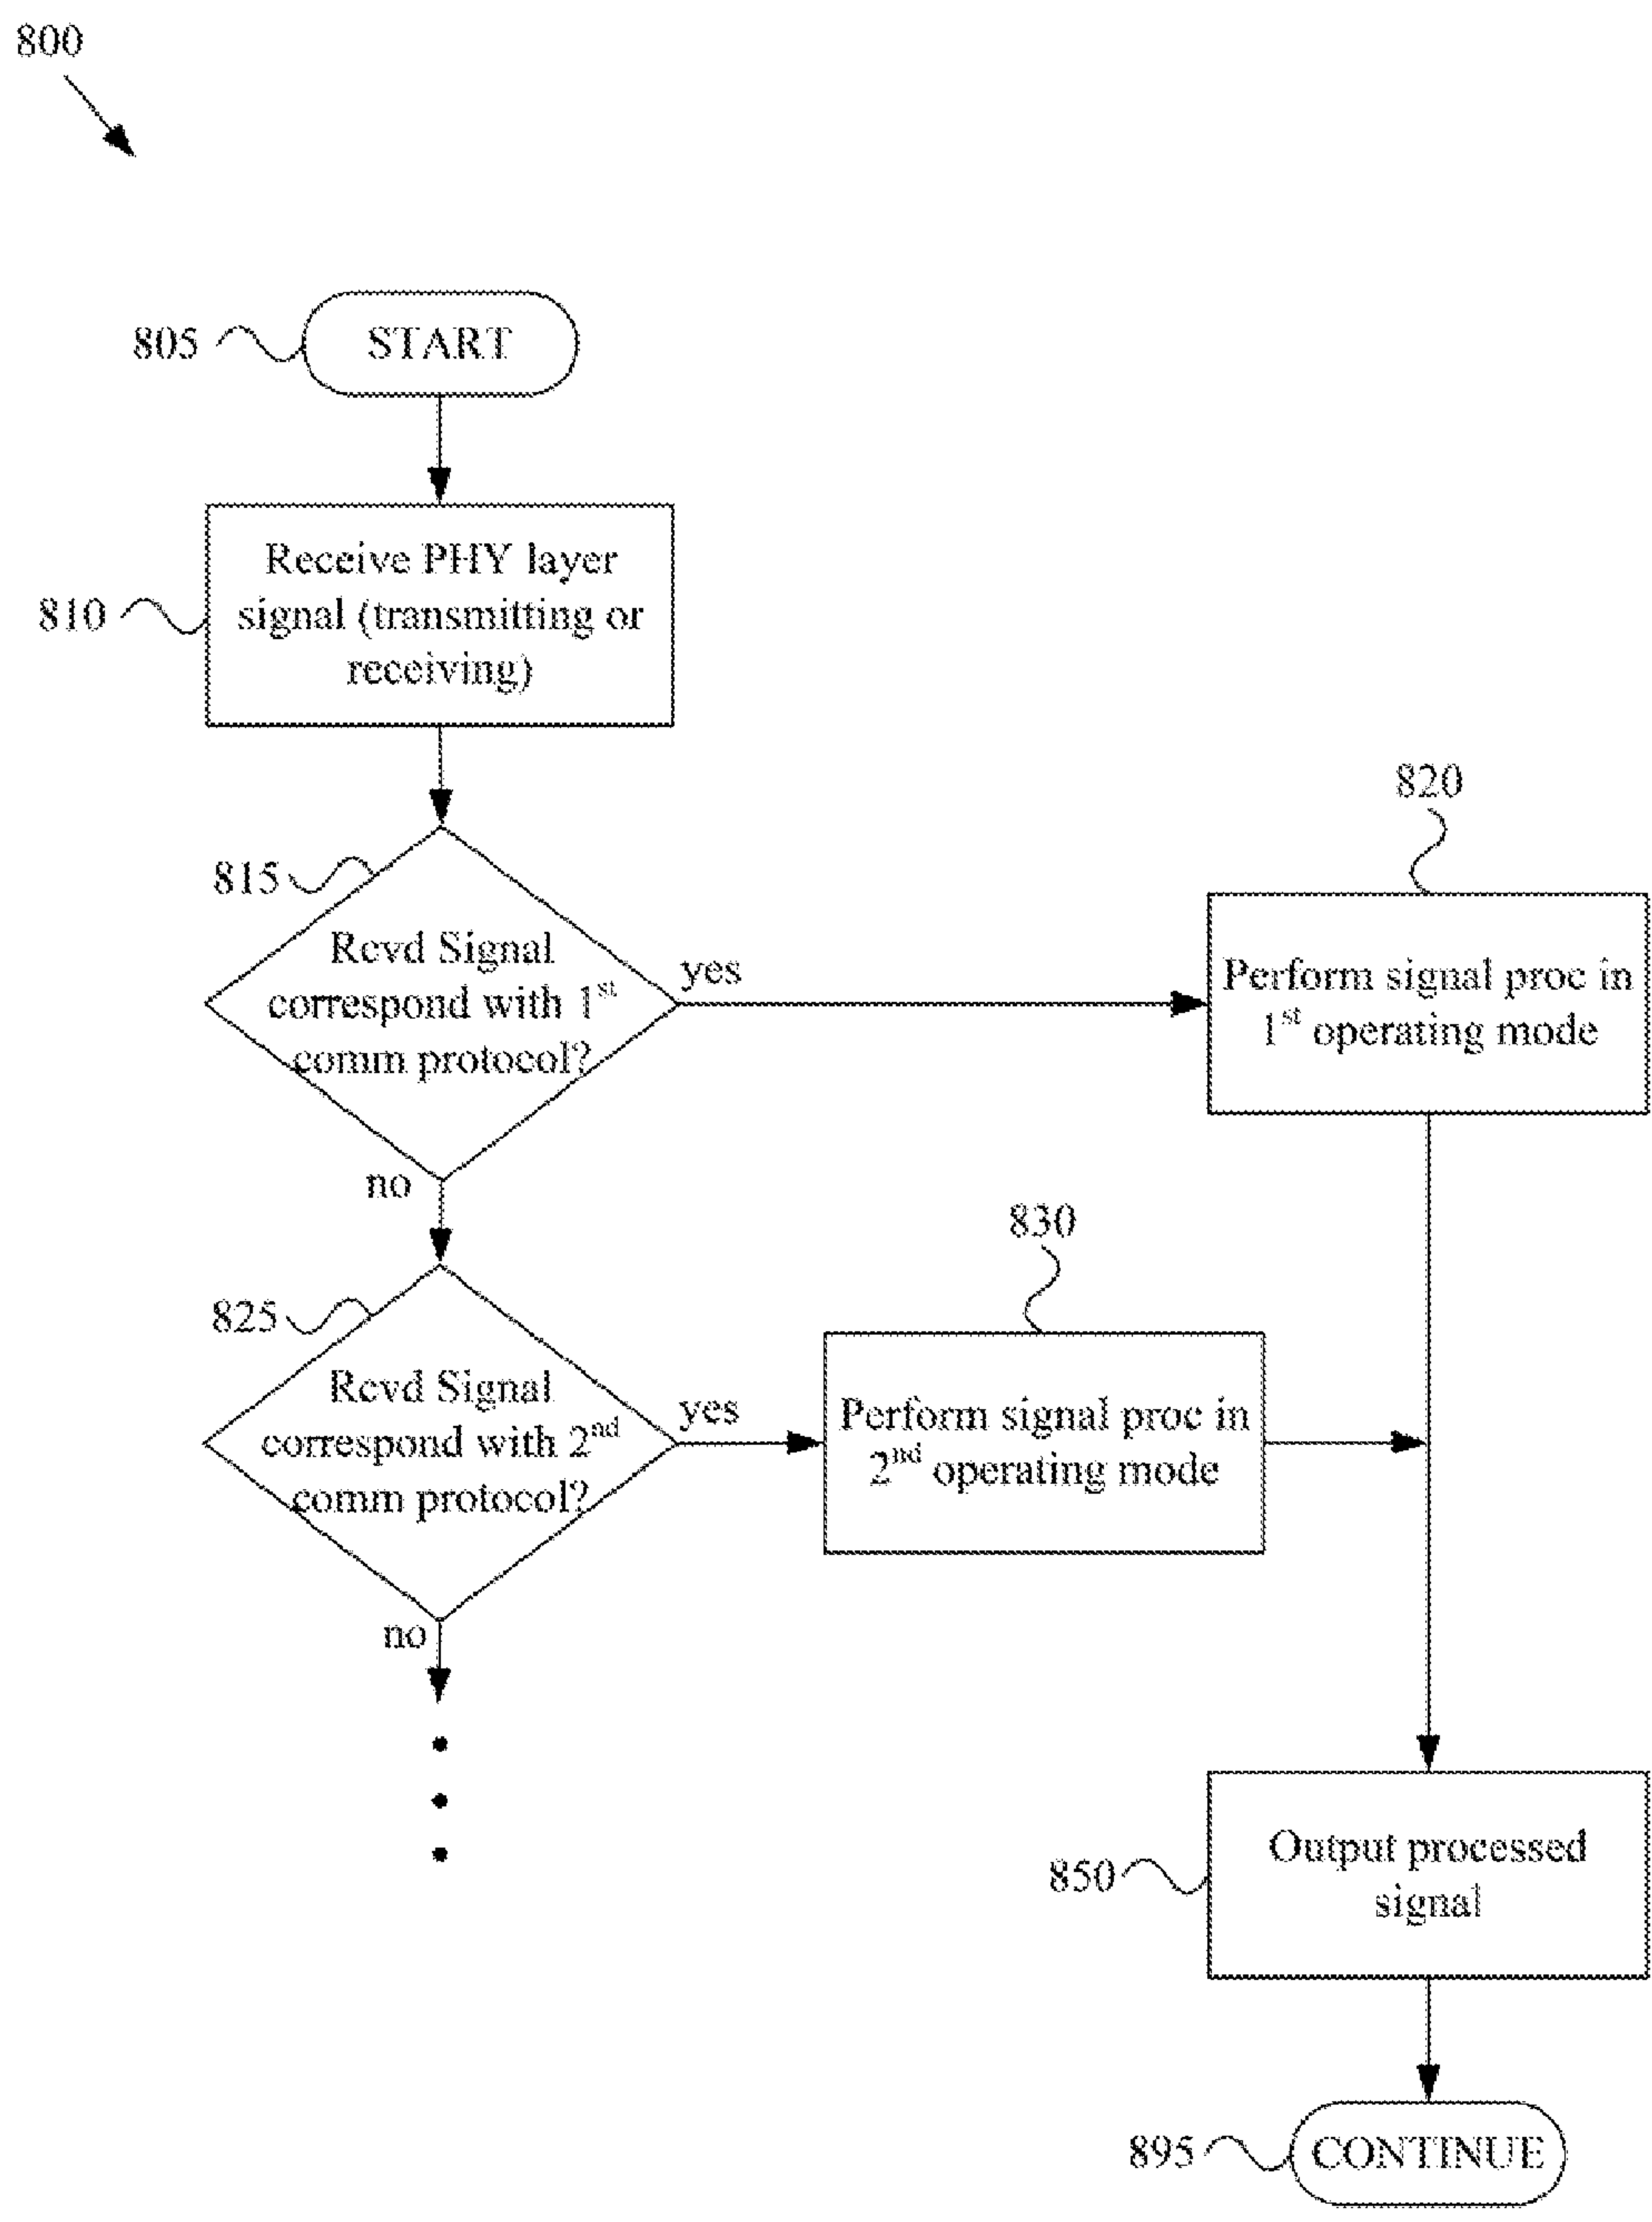 800
805
START
Receive PHY layer
signal (transmitting or
receiving)
810
820
815
Rcvd Signal
correspond with 1st
comm protocol?
yes
Perform signal proc in
1st operating mode
no
830
825
Rcvd Signal
correspond with 2nd
comm protocol?
yes
Perform signal proc in
2nd operating mode
no
850
Output processed
signal
895
CONTINUE